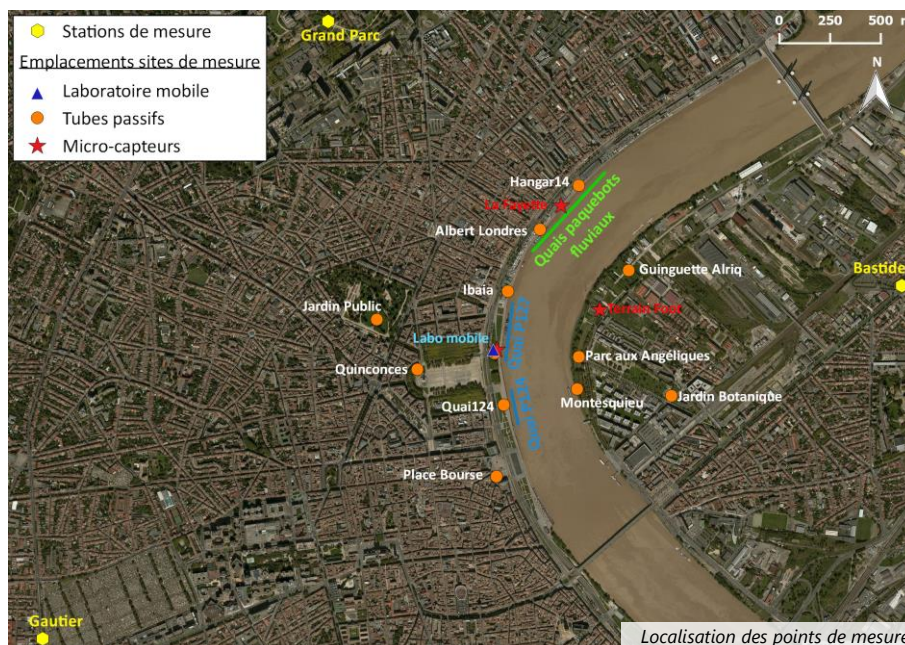 Stations de mesure
Emplacements sites de mesure
Laboratoire mobile
Tubes passifs
Micro-capteurs
Grand Parc
0 250 500 m
N
Hangar14
La Fayette
Albert Londres
Quais paquebots
fluviaux
Guinguette Alriq
Bastide
Ibaia
Jardin Public
Terrain Foot
Labo mobile
Parc aux Angéliques
Quinconces
Montesquieu
Jardin Botanique
Quai124
Place Bourse
Gautier
Localisation des points de mesure